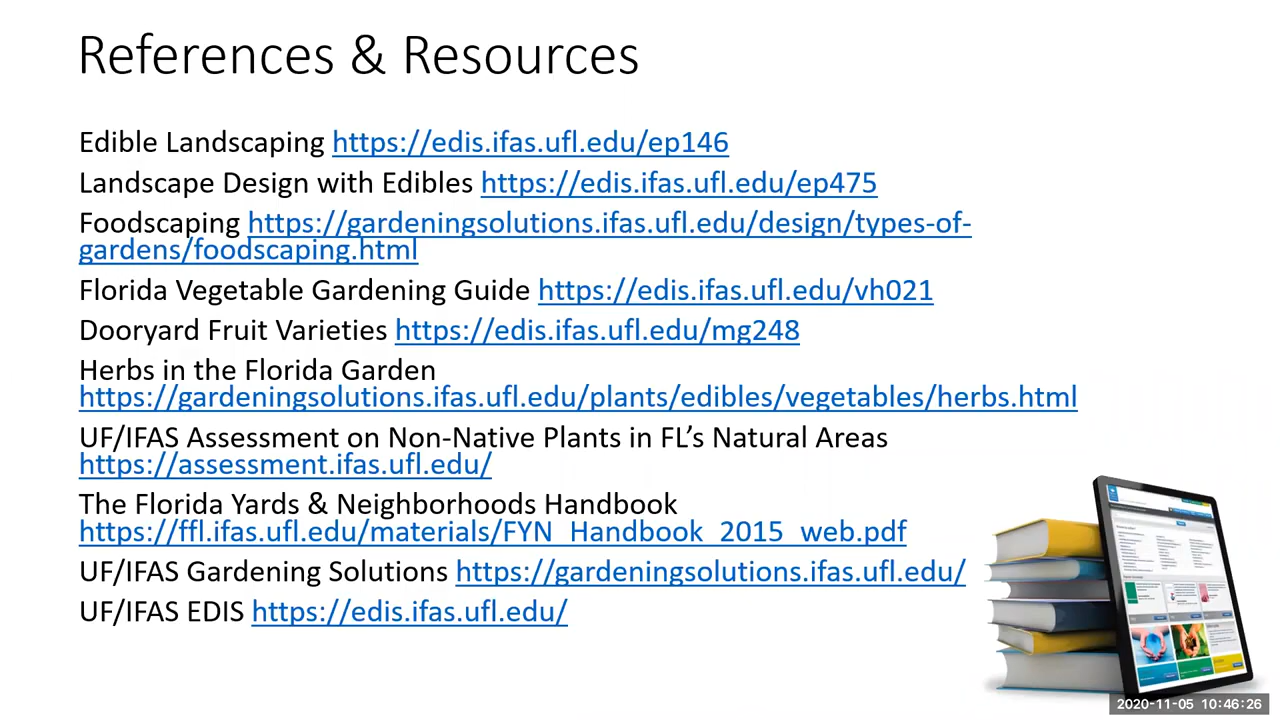 References & Resources
Edible Landscaping https://edis.ifas.ufl.edu/ep146
Landscape Design with Edibles https://edis.ifas.ufl.edu/ep475
Foodscaping https://gardeningsolutions.ifas.ufl.edu/design/types-of-
gardens/foodscaping.html
Florida Vegetable Gardening Guide https://edis.ifas.ufl.edu/vh021
Dooryard Fruit Varieties https://edis.ifas.ufl.edu/mg248
Herbs in the Florida Garden
https://gardeningsolutions.ifas.ufl.edu/plants/edibles/vegetables/herbs.html
UF/IFAS Assessment on Non-Native Plants in FL’s Natural Areas
https://assessment.ifas.ufl.edu/
The Florida Yards & Neighborhoods Handbook
https://ffl.ifas.ufl.edu/materials/FYN_Handbook_2015_web.pdf
UF/IFAS Gardening Solutions https://gardeningsolutions.ifas.ufl.edu/
UF/IFAS EDIS https://edis.ifas.ufl.edu/
2020-11-05 10:46:26